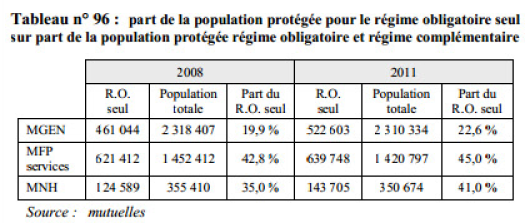 Tableau n° 96 : part de la population protégée pour le régime obligatoire seul
sur part de la population protégée régime obligatoire et régime complémentaire
2008 2011
R.O. seul Population totale Part du R.O. seul R.O. seul Population totale Part du R.O. seul
MGEN 461 044 2 318 407 19,9 % 522 603 2 310 334 22,6 %
MFP services 621 412 1 452 412 42,8 % 639 748 1 420 797 45,0 %
MNH 124 589 355 410 35,0 % 143 705 350 674 41,0 %
Source : mutuelles